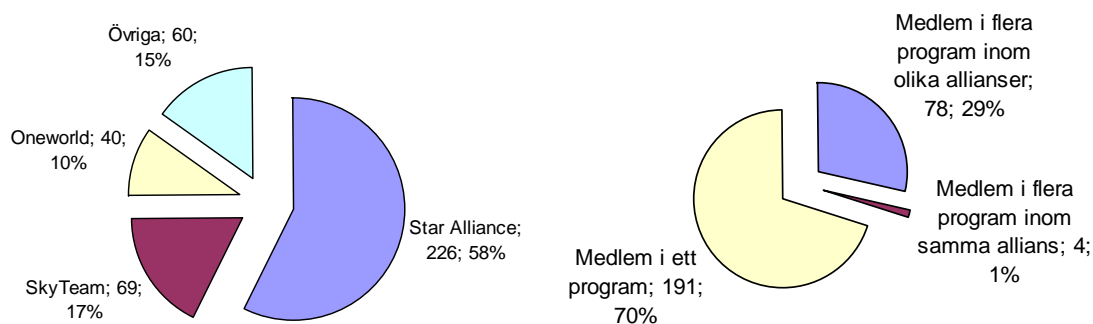 Övriga; 60;
15%
Oneworld; 40;
10%
SkyTeam; 69;
17%
Star Alliance;
226; 58%
Medlem i flera
program inom
olika allianser;
78; 29%
Medlem i flera
program inom
samma allians; 4;
1%
Medlem i ett
program; 191;
70%